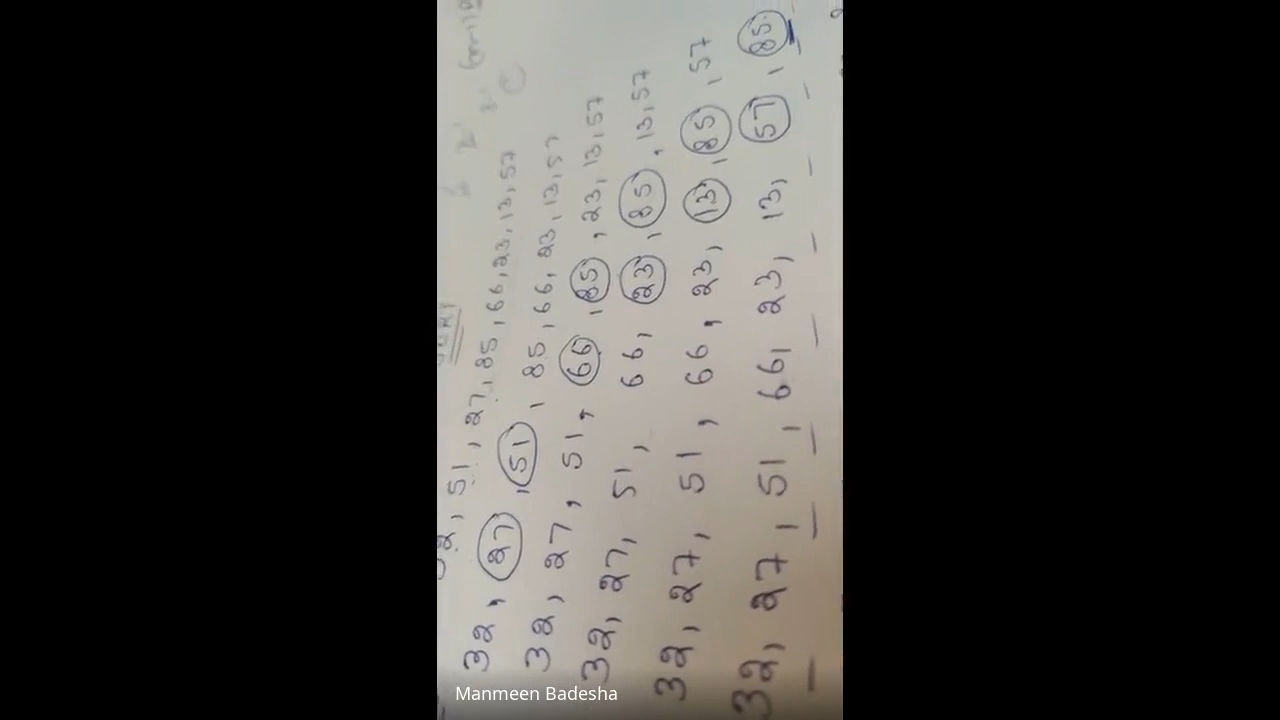 32, 51, 27, 85, 66, 23, 13, 57
32, 27, 51, 85, 66, 23, 13, 57
32, 27, 51, 66, 85, 23, 13, 57
32, 27, 51, 66, 23, 85, 13, 57
32, 27, 51, 66, 23, 13, 85, 57
32, 27, 51, 66, 23, 13, 57, 85
Manmeen Badesha